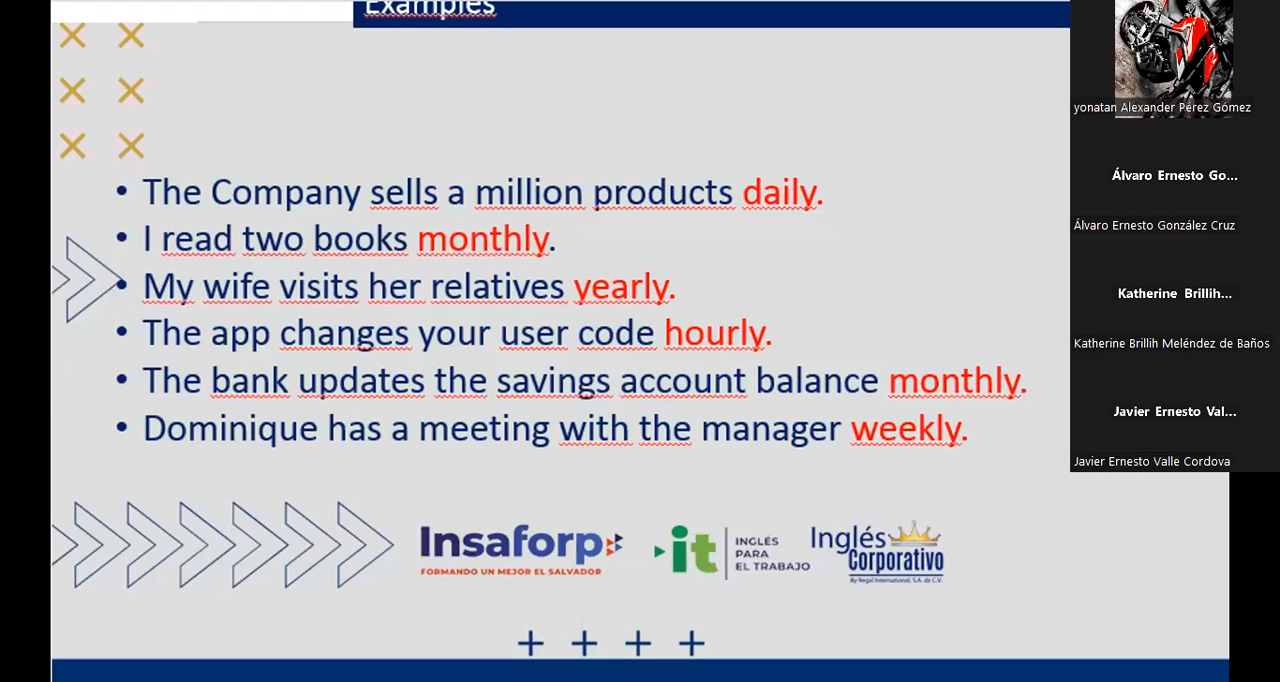 Examples
• The Company sells a million products daily.
• I read two books monthly.
• My wife visits her relatives yearly.
• The app changes your user code hourly.
• The bank updates the savings account balance monthly.
• Dominique has a meeting with the manager weekly.
Insaforp
FORMANDO UN MEJOR EL SALVADOR
it
INGLÉS
PARA
EL TRABAJO
Inglés
Corporativo
By Regal International, S.A. de C.V.
yonatan Alexander Pérez Gómez
Álvaro Ernesto Go...
Álvaro Ernesto González Cruz
Katherine Brillih...
Katherine Brillih Meléndez de Baños
Javier Ernesto Val...
Javier Ernesto Valle Cordova